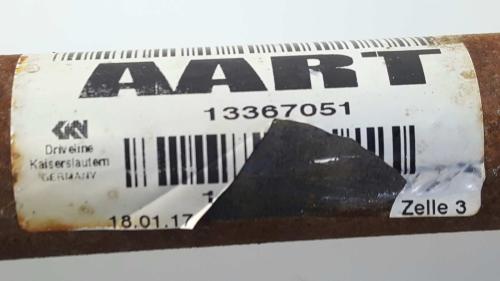 AART
13367051
GKN
Driveline
Kaiserslautern
GERMANY
18.01.17
Zelle 3